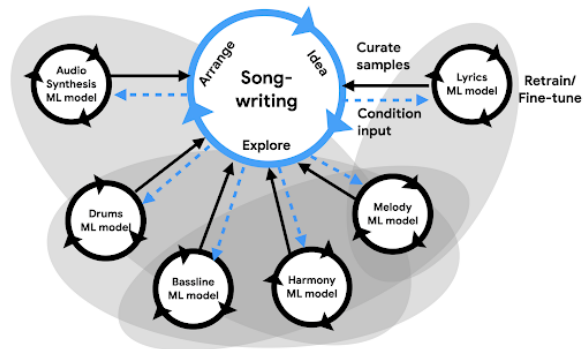 Audio
Synthesis
ML model
Arrange
Idea
Song-
writing
Explore
Curate
samples
Condition
input
Lyrics
ML model
Retrain/
Fine-tune
Drums
ML model
Bassline
ML model
Harmony
ML model
Melody
ML model